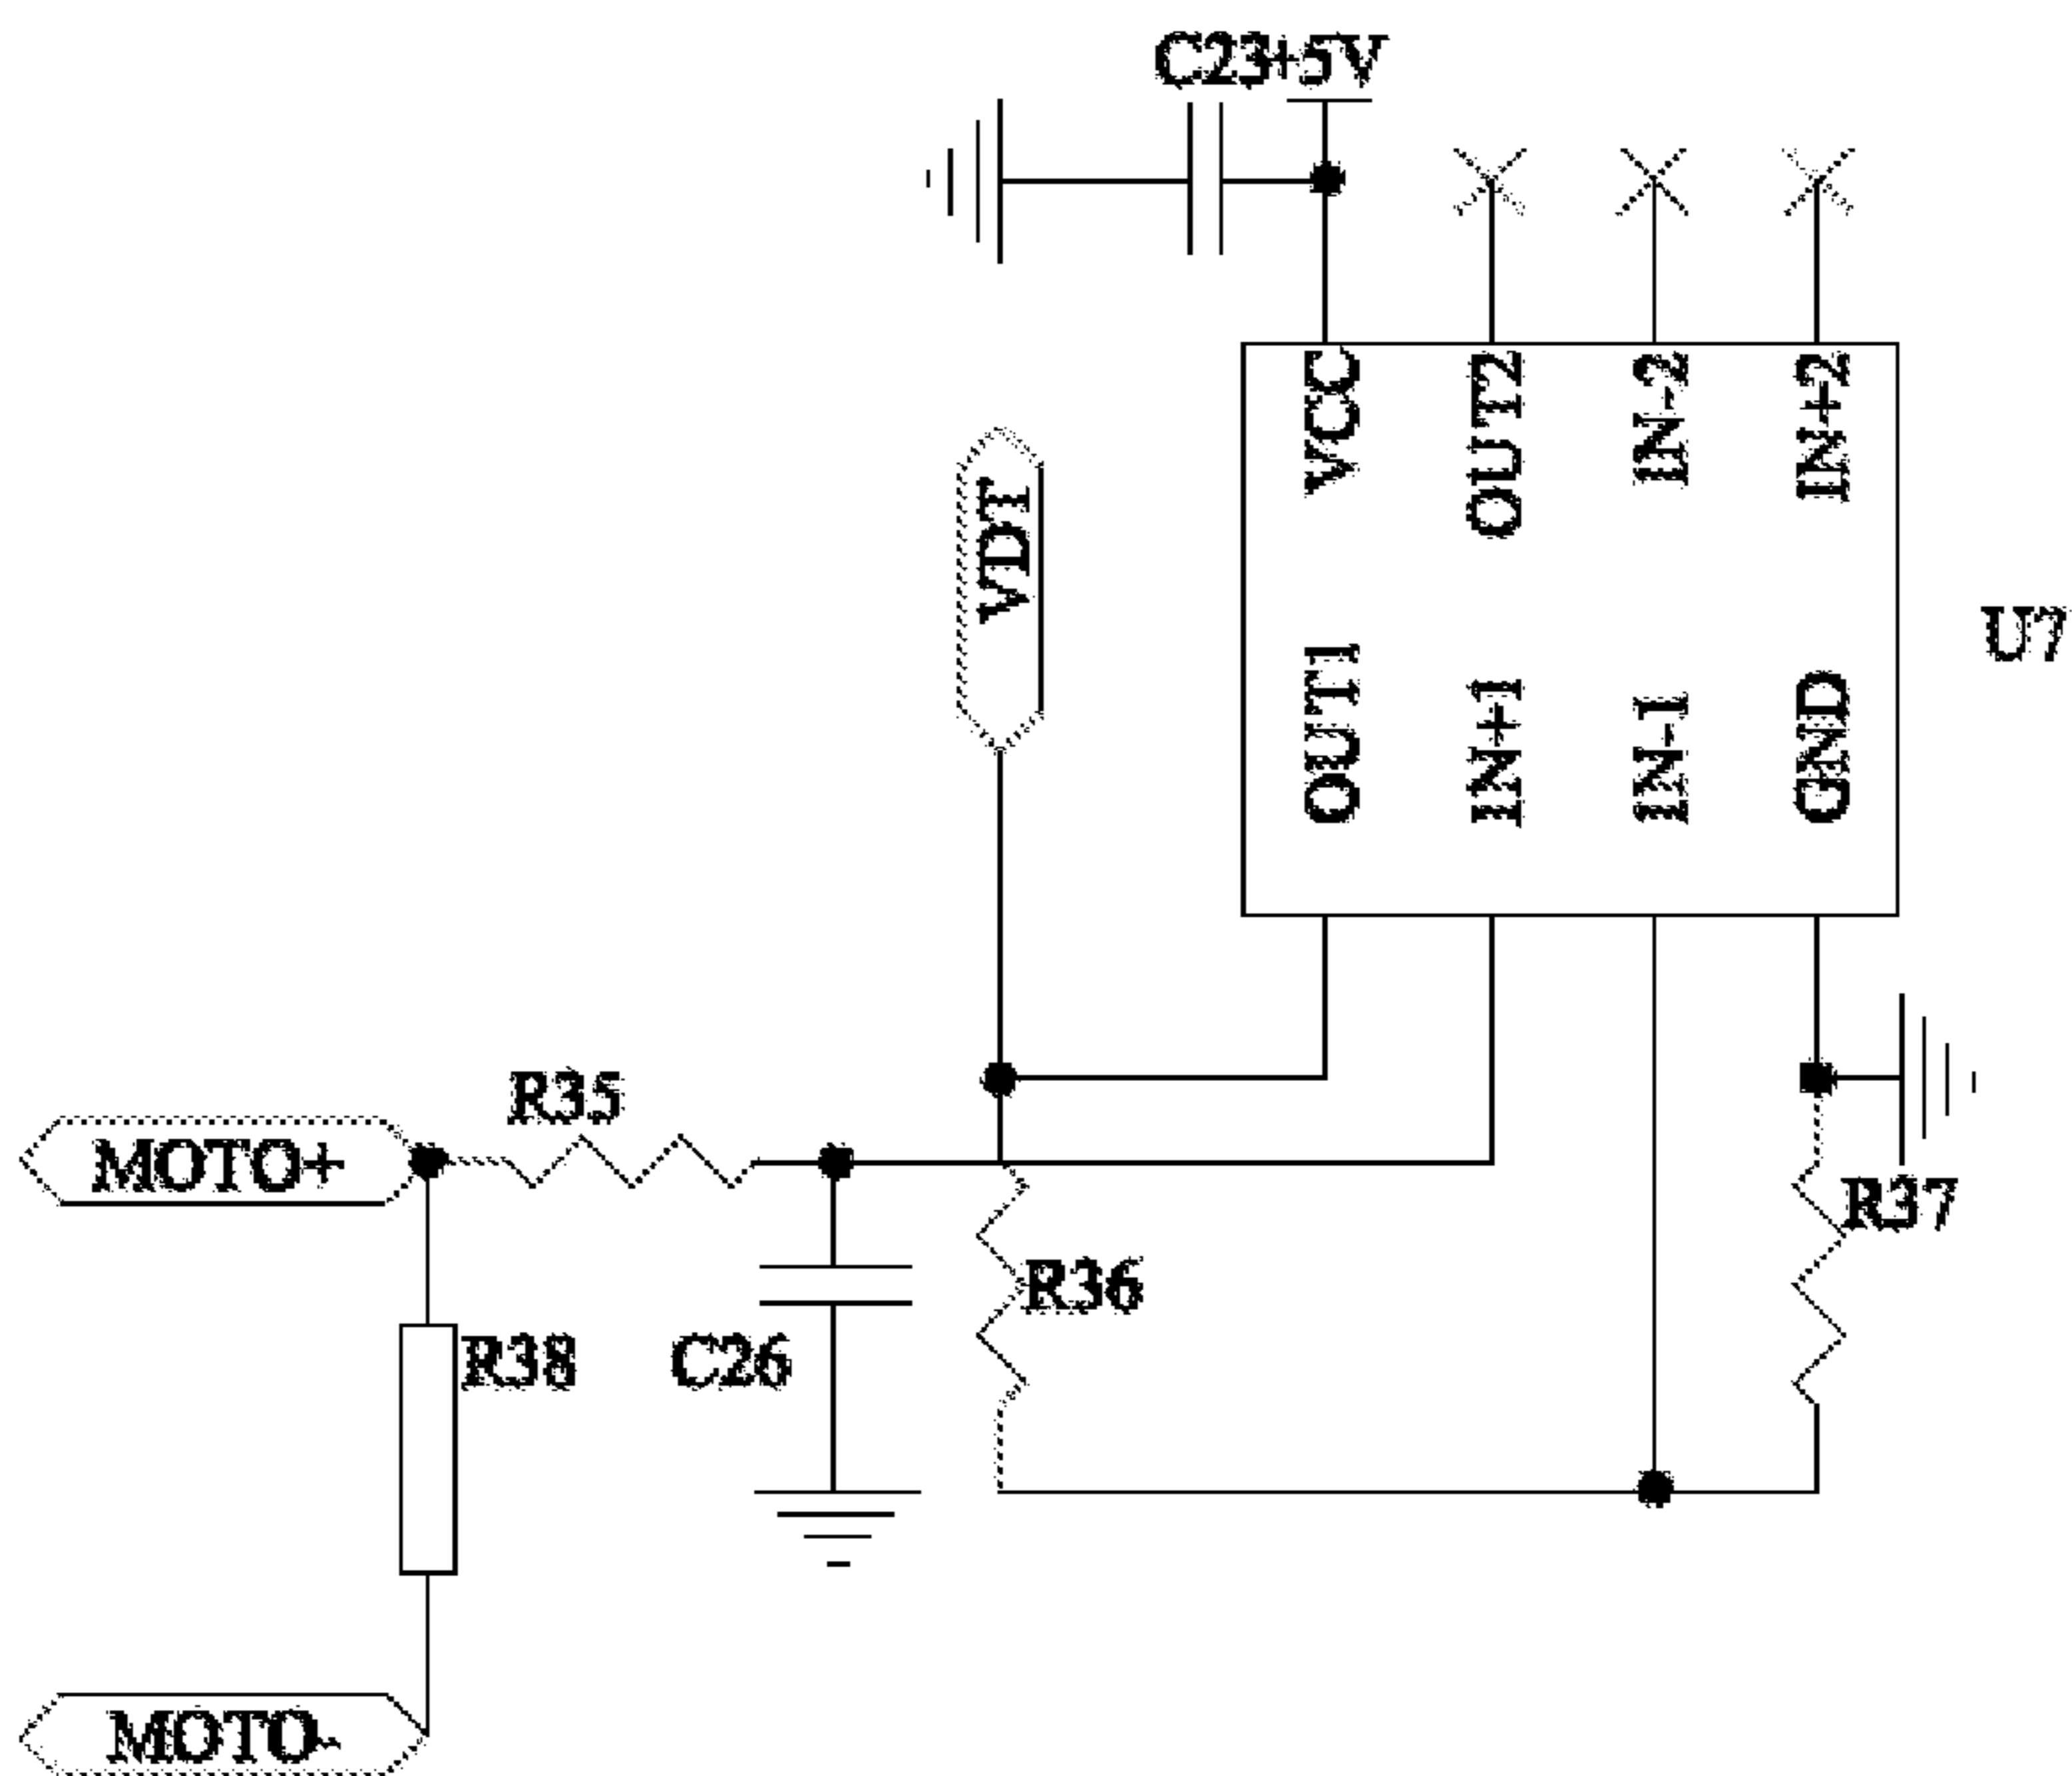 C23
+5V
VCC
OUT2
IN-2
IN+2
VDT
U7
OUT1
IN+1
IN-1
GND
R35
MOTO+
R37
R36
R38
C26
MOTO-